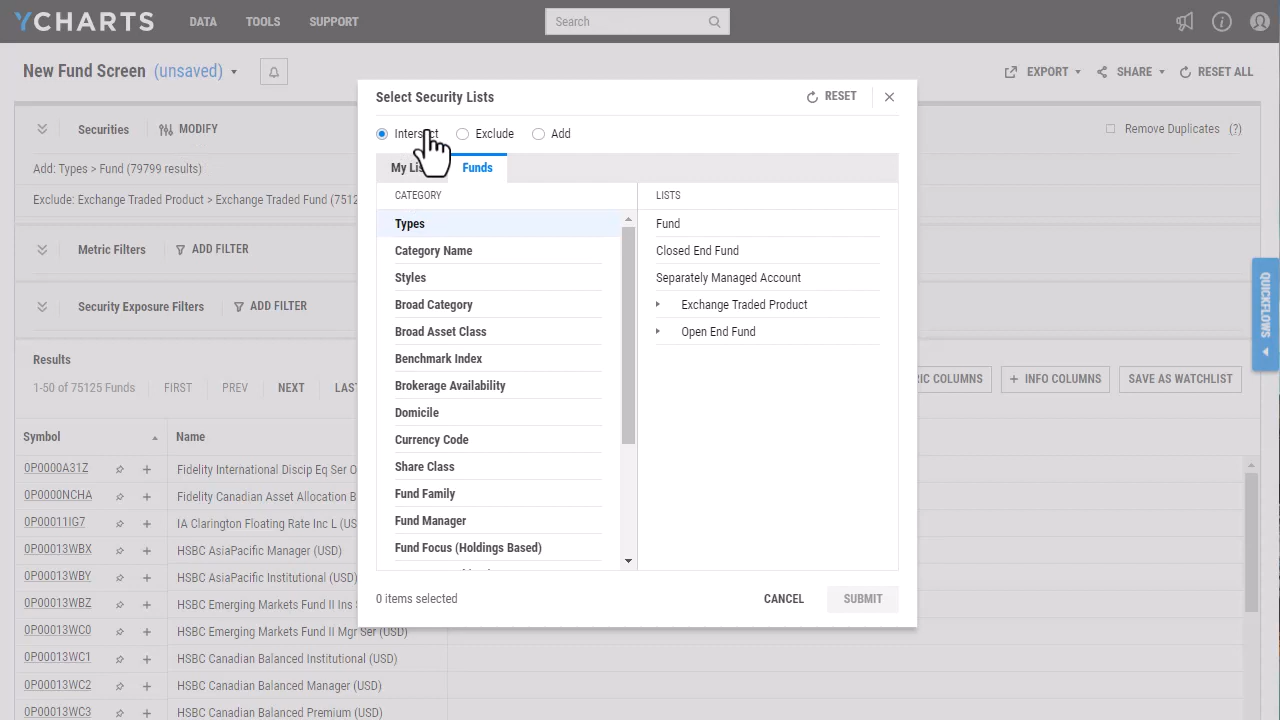 YCHARTS DATA TOOLS SUPPORT Search
New Fund Screen (unsaved) EXPORT SHARE RESET ALL
Select Security Lists RESET
Securities MODIFY Remove Duplicates (?)
Intersect Exclude Add
Add: Types > Fund (79799 results)
My Lis Funds
Exclude: Exchange Traded Product > Exchange Traded Fund (7512
CATEGORY LISTS
Types Fund
Metric Filters ADD FILTER
Category Name Closed End Fund
Styles Separately Managed Account
Security Exposure Filters ADD FILTER
Broad Category Exchange Traded Product
QUICKFLOWS
Broad Asset Class Open End Fund
Results
Benchmark Index
1-50 of 75125 Funds FIRST PREV NEXT LAST
RIC COLUMNS + INFO COLUMNS SAVE AS WATCHLIST
Brokerage Availability
Domicile
Symbol Name
Currency Code
Share Class
0P0000A31Z Fidelity International Discip Eq Ser O
Fund Family
0P0000NCHA Fidelity Canadian Asset Allocation B
Fund Manager
0P00011IG7 IA Clarington Floating Rate Inc L (US
Fund Focus (Holdings Based)
0P00013WBX HSBC AsiaPacific Manager (USD)
0P00013WBY HSBC AsiaPacific Institutional (USD)
0 items selected CANCEL SUBMIT
0P00013WBZ HSBC Emerging Markets Fund II Ins S
0P00013WC0 HSBC Emerging Markets Fund II Mgr Ser (USD)
0P00013WC1 HSBC Canadian Balanced Institutional (USD)
0P00013WC2 HSBC Canadian Balanced Manager (USD)
0P00013WC3 HSBC Canadian Balanced Premium (USD)